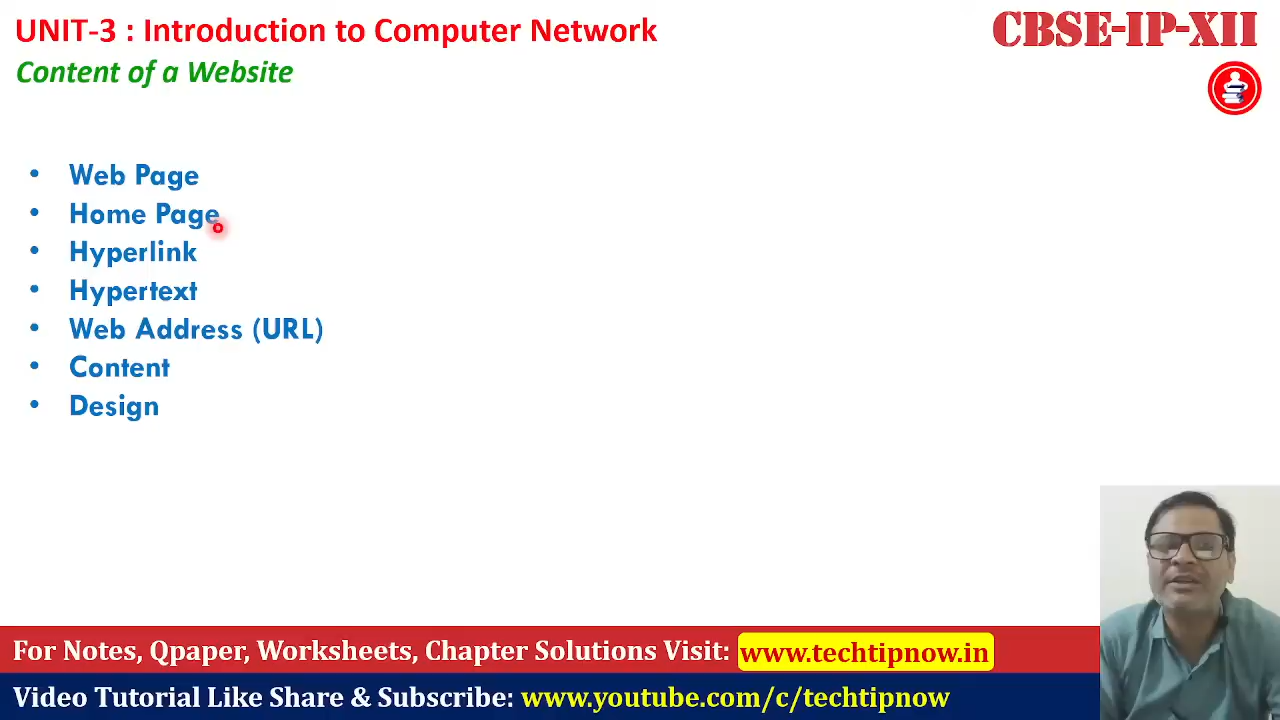 UNIT-3 : Introduction to Computer Network
CBSE-IP-XII
Content of a Website
• Web Page
• Home Page
• Hyperlink
• Hypertext
• Web Address (URL)
• Content
• Design
For Notes, Qpaper, Worksheets, Chapter Solutions Visit: www.techtipnow.in
Video Tutorial Like Share & Subscribe: www.youtube.com/c/techtipnow